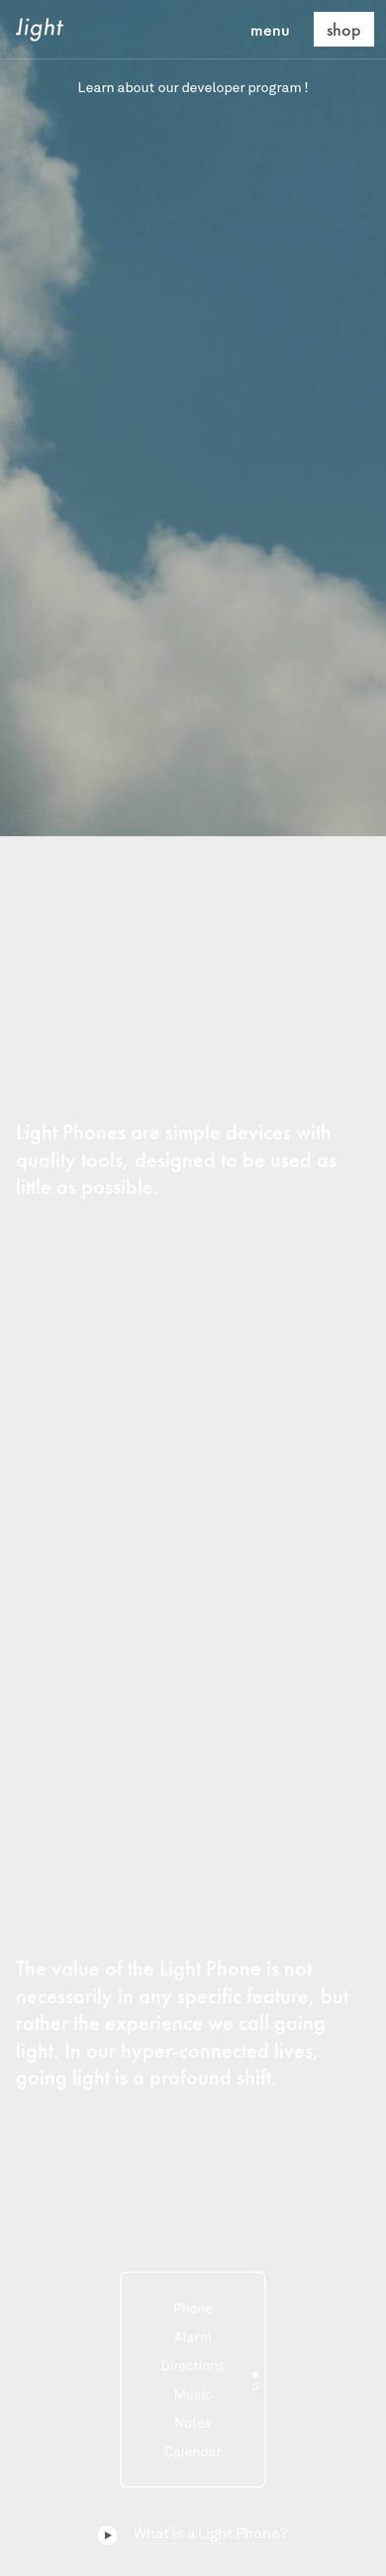 light
menu
shop
Learn about our developer program !
Light Phones are simple devices with
quality tools, designed to be used as
little as possible.
The value of the Light Phone is not
necessarily in any specific feature, but
rather the experience we call going
light. In our hyper-connected lives,
going light is a profound shift.
Phone
Alarm
Directions
Music
Notes
Calendar
What is a Light Phone?